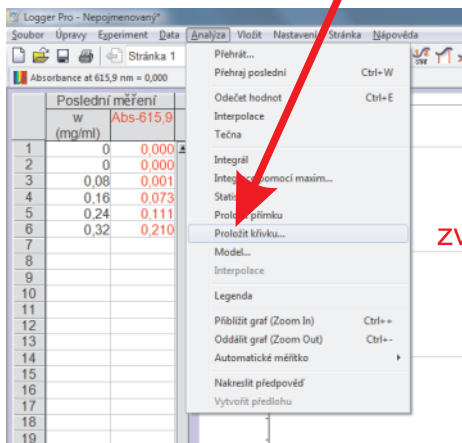 Logger Pro - Nepojmenovaný*
Soubor Úpravy Experiment Data Analýza Vložit Nastavení Stránka Nápověda
Stránka 1
Absorbance at 615,9 nm = 0,000
Poslední měření
w Abs-615,9
(mg/ml)
1 0 0,000
2 0 0,000
3 0,08 0,001
4 0,16 0,073
5 0,24 0,111
6 0,32 0,210
7
8
9
10
11
12
13
14
15
16
17
18
19
Přehrát...
Přehraj poslední Ctrl+W
Odečet hodnot Ctrl+E
Interpolace
Tečna
Integrál
pomocí maxim...
Proložit přímku
Proložit křivku...
Model...
Interpolace
Legenda
Přiblížit graf (Zoom In) Ctrl++
Oddálit graf (Zoom Out) Ctrl+-
Automatické měřítko
Nakreslit předpověď
Vytvořit předlohu
zv